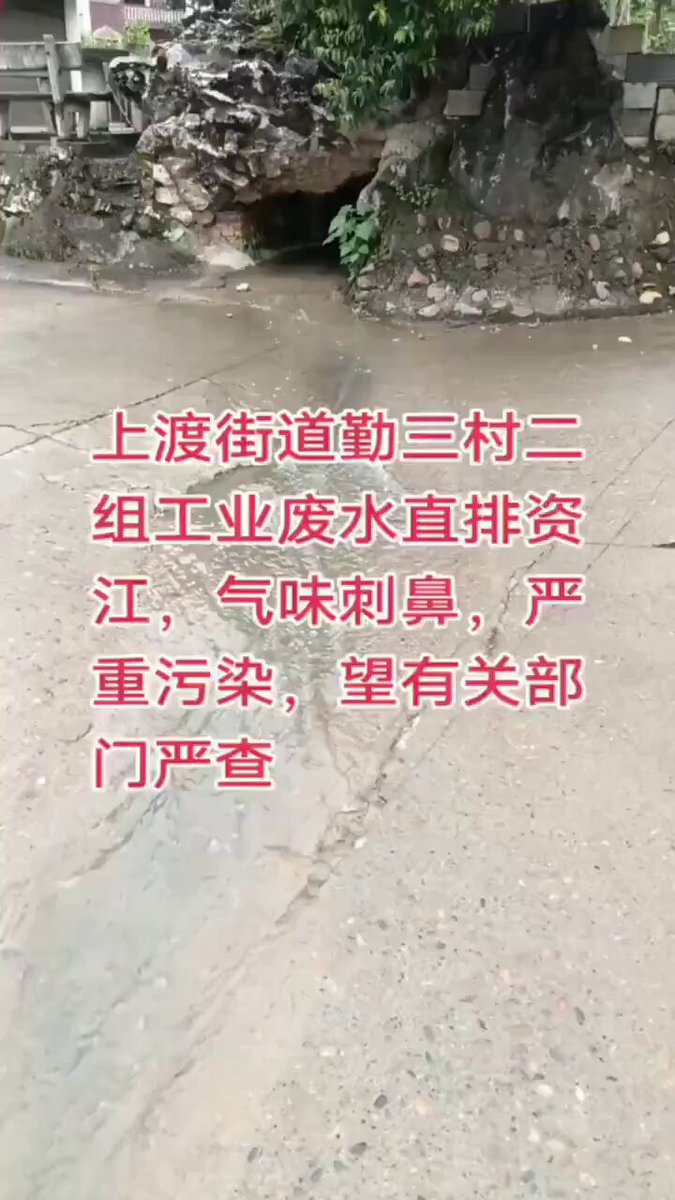 上渡街道勤三村二
组工业废水直排资
江，气味刺鼻，严
重污染，望有关部
门严查